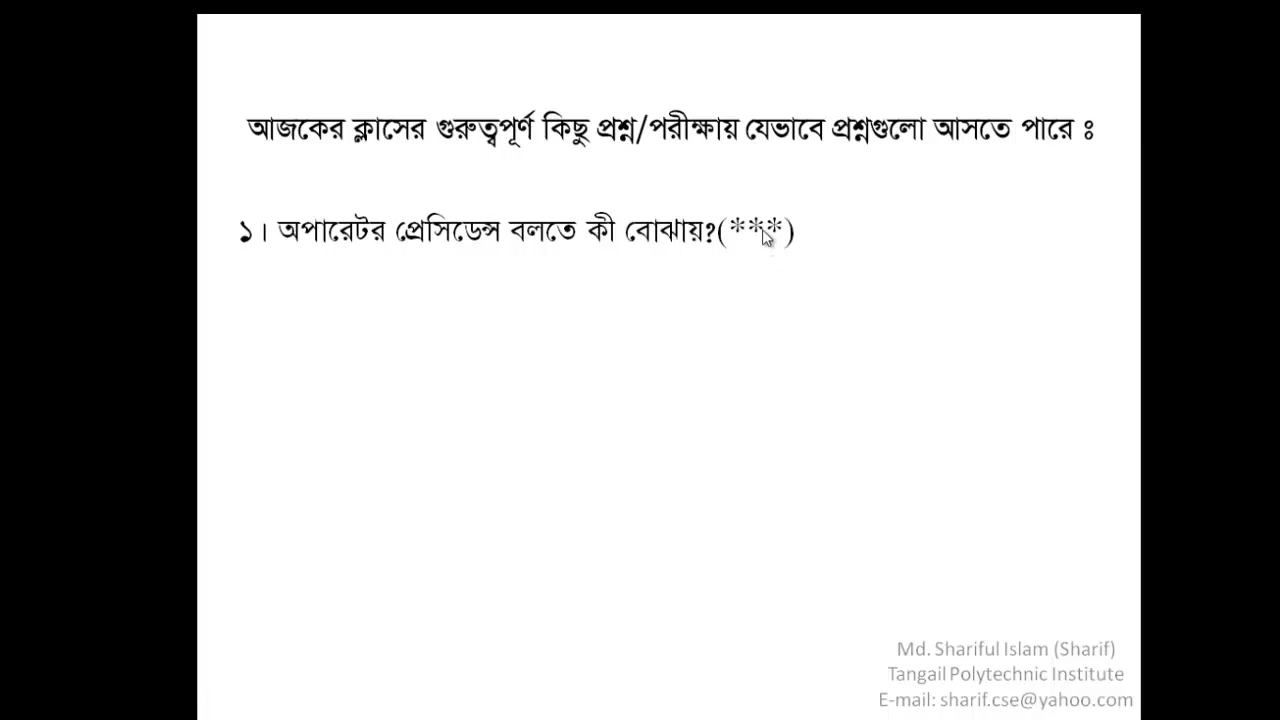 আজকের ক্লাসের গুরুত্বপূর্ণ কিছু প্রশ্ন/পরীক্ষায় যেভাবে প্রশ্নগুলো আসতে পারে ঃ
১। অপারেটর প্রেসিডেন্স বলতে কী বোঝায়?(***)
Md. Shariful Islam (Sharif)
Tangail Polytechnic Institute
E-mail: sharif.cse@yahoo.com